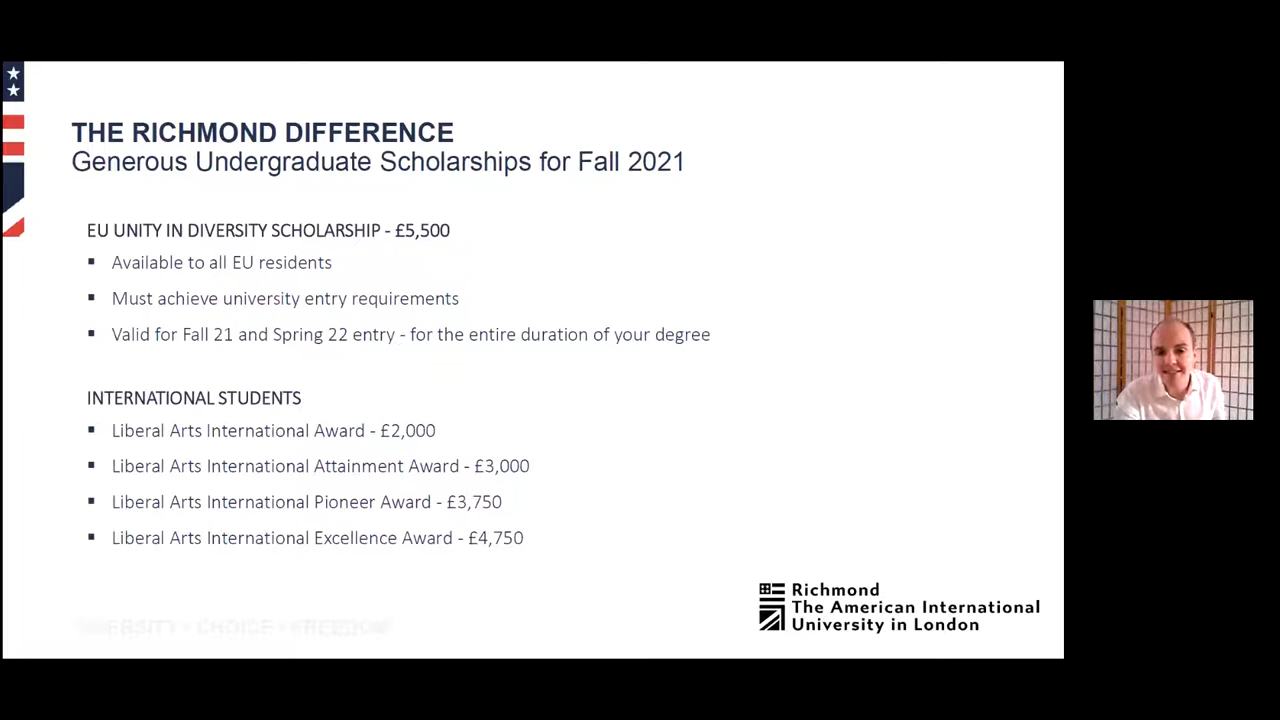 THE RICHMOND DIFFERENCE
Generous Undergraduate Scholarships for Fall 2021
EU UNITY IN DIVERSITY SCHOLARSHIP - £5,500
▪ Available to all EU residents
▪ Must achieve university entry requirements
▪ Valid for Fall 21 and Spring 22 entry - for the entire duration of your degree
INTERNATIONAL STUDENTS
▪ Liberal Arts International Award - £2,000
▪ Liberal Arts International Attainment Award - £3,000
▪ Liberal Arts International Pioneer Award - £3,750
▪ Liberal Arts International Excellence Award - £4,750
Richmond
The American International
University in London